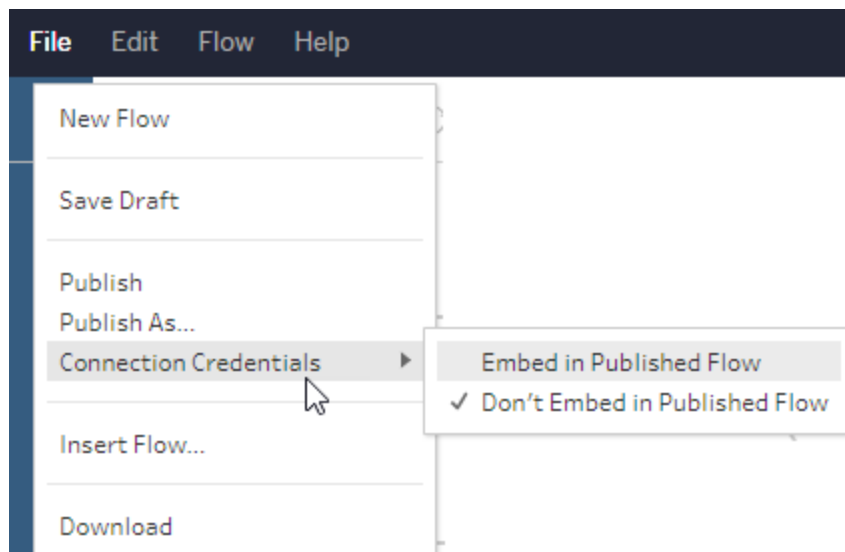 File Edit Flow Help
New Flow
Save Draft
Publish
Publish As...
Connection Credentials
Embed in Published Flow
Don't Embed in Published Flow
Insert Flow...
Download